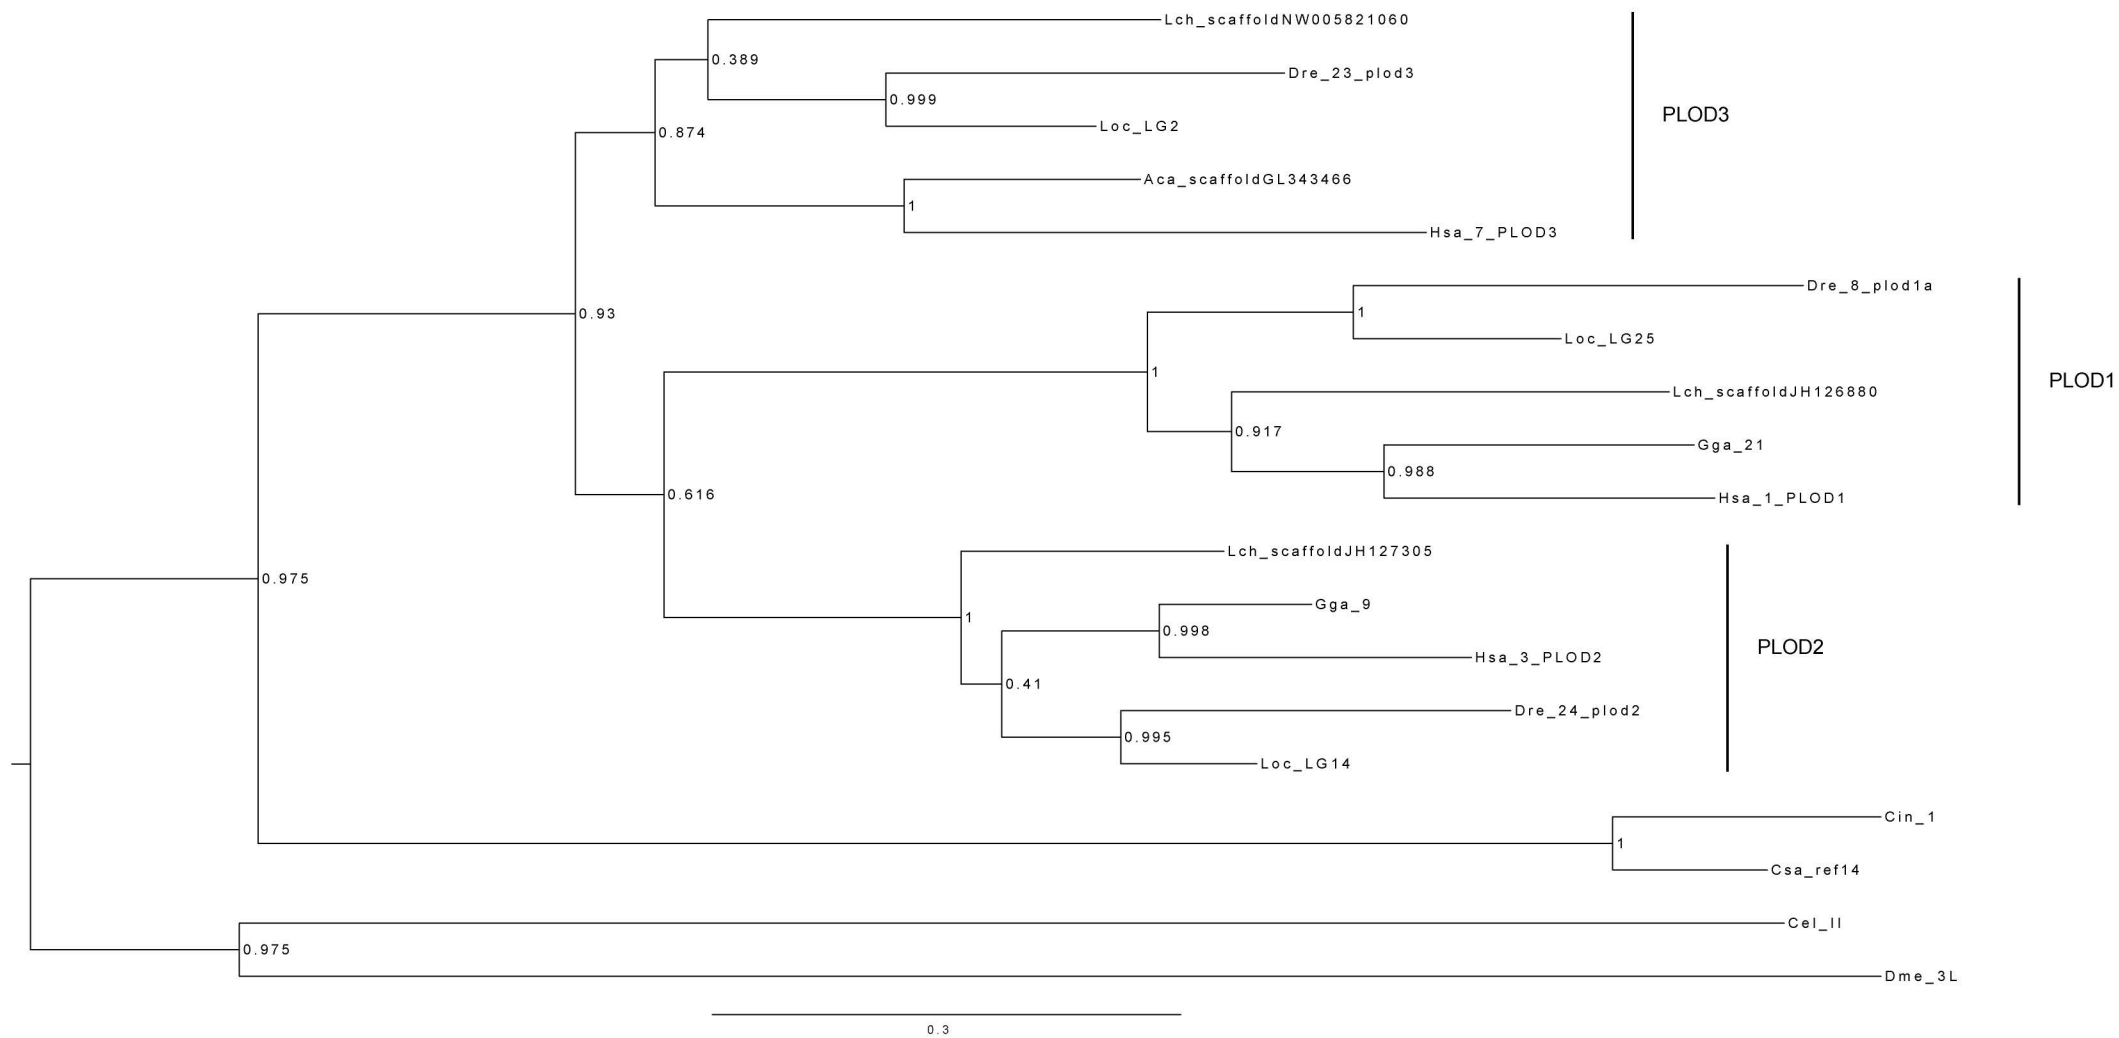 Lch_scaffoldNW005821060
0.389
Dre_23_plod3
0.999
PLOD3
Loc_LG2
0.874
Aca_scaffoldGL343466
1
Hsa_7_PLOD3
Dre_8_plod1a
0.93
1
Loc_LG25
1
PLOD1
Lch_scaffoldJH126880
0.917
Gga_21
0.988
0.616
Hsa_1_PLOD1
Lch_scaffoldJH127305
0.975
Gga_9
1
0.998
PLOD2
Hsa_3_PLOD2
0.41
Dre_24_plod2
0.995
Loc_LG14
Cin_1
1
Csa_ref14
Cel_II
0.975
Dme_3L
0.3